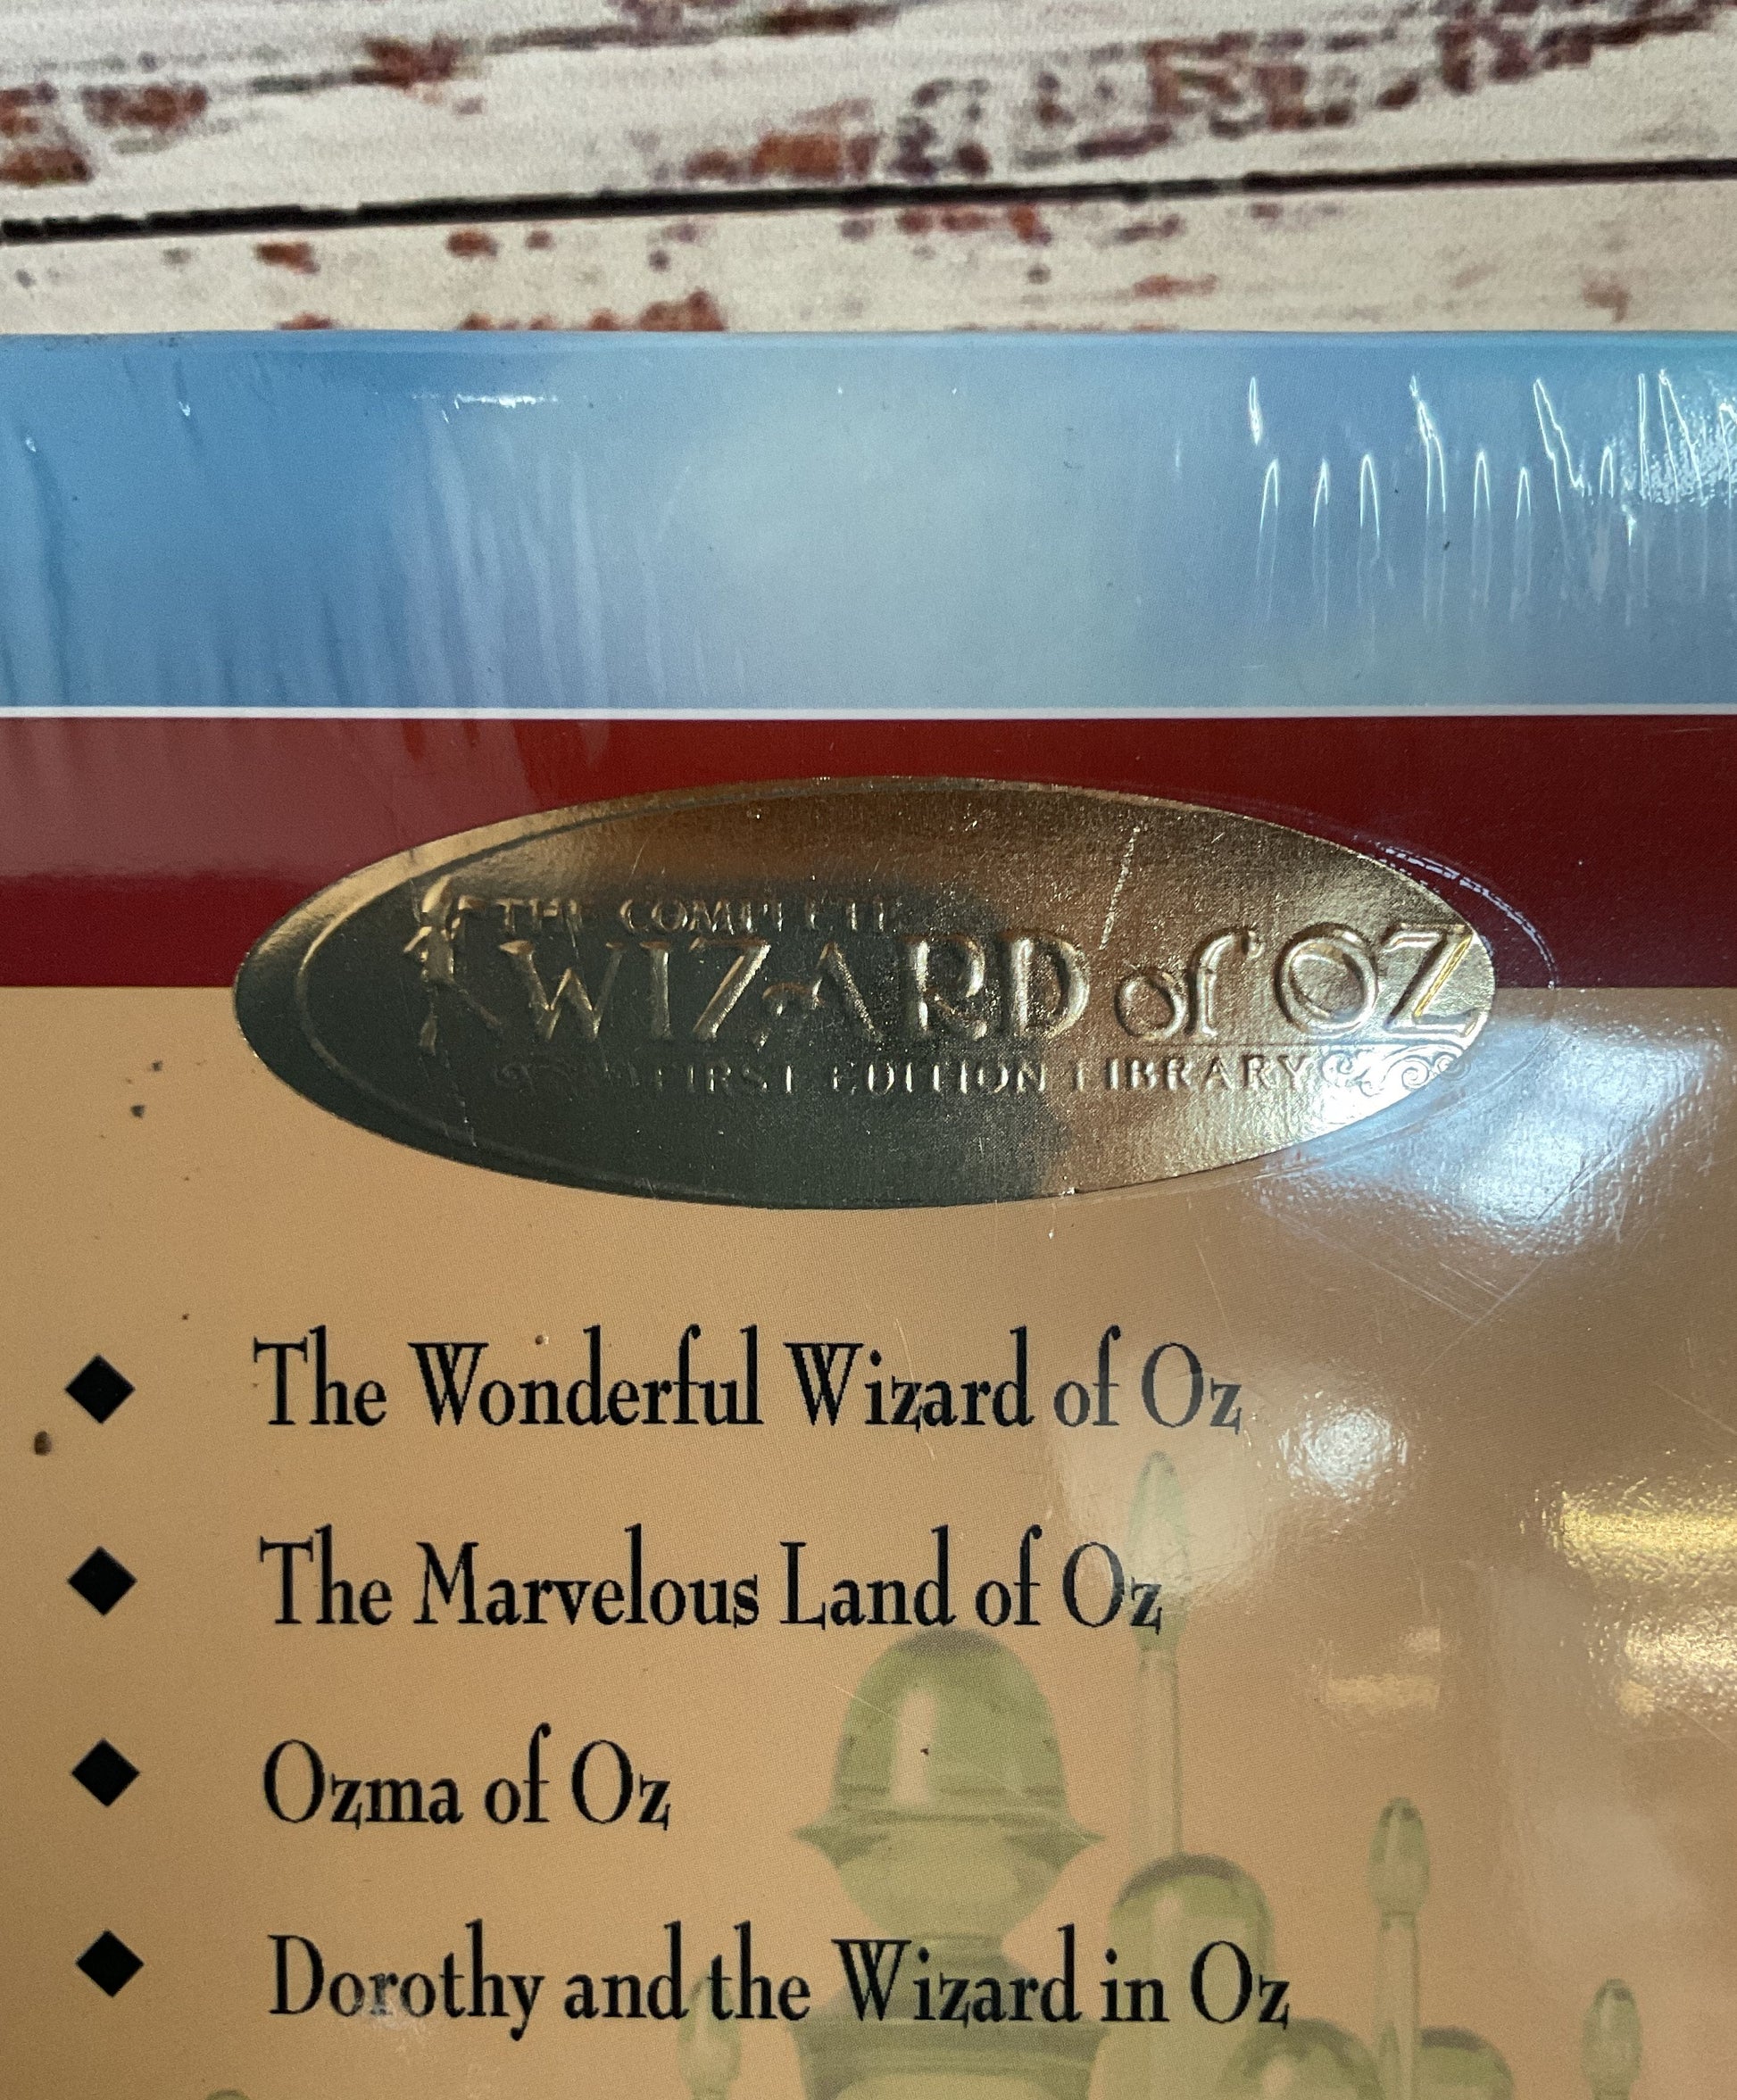 THE COMPLETE
WIZARD of OZ
FIRST EDITION LIBRARY
The Wonderful Wizard of Oz
The Marvelous Land of Oz
Ozma of Oz
Dorothy and the Wizard in Oz